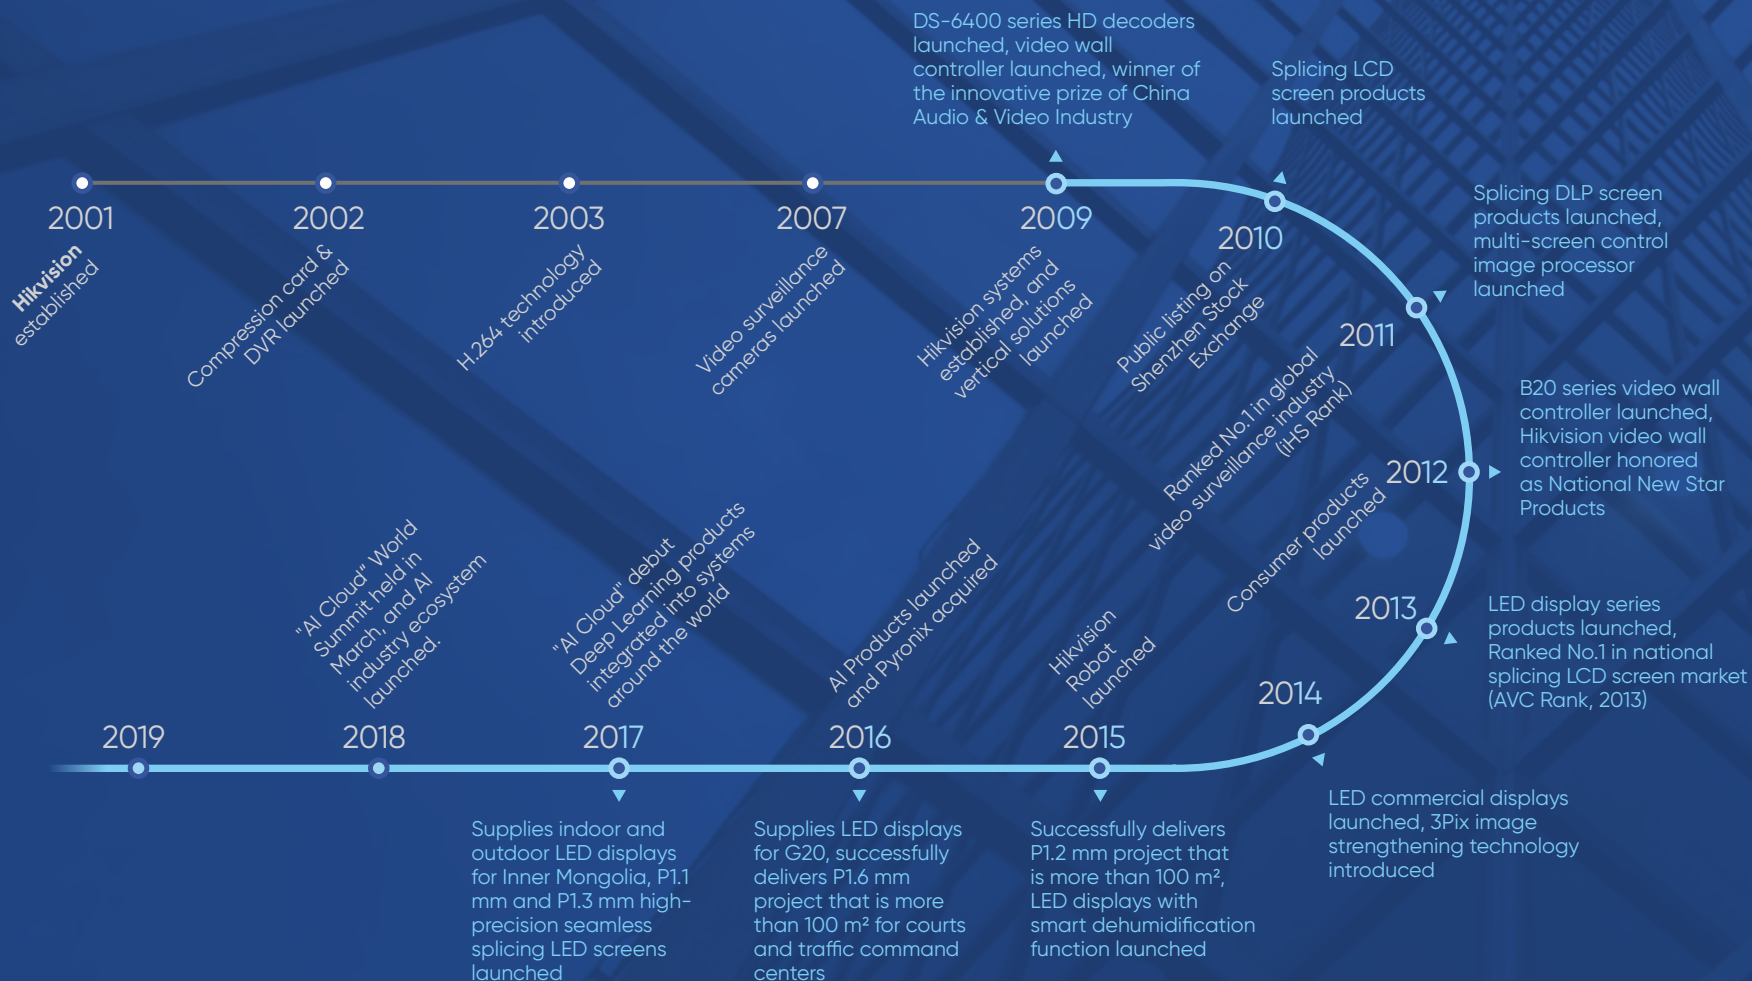 DS-6400 series HD decoders
launched, video wall
controller launched, winner of
the innovative prize of China
Audio & Video Industry
Splicing LCD
screen products
launched
2001
Hikvision
established
2002
Compression card &
DVR launched
2003
H.264 technology
introduced
2007
Video surveillance
cameras launched
2009
Hikvision systems
established, and
vertical solutions
launched
2010
Public listing on
Shenzhen Stock
Exchange
Splicing DLP screen
products launched,
multi-screen control
image processor
launched
2011
Ranked No.1 in global
video surveillance industry
(iHS Rank)
B20 series video wall
controller launched,
Hikvision video wall
controller honored
as National New Star
Products
2012
Consumer products
launched
2013
LED display series
products launched,
Ranked No.1 in national
splicing LCD screen market
(AVC Rank, 2013)
2014
LED commercial displays
launched, 3Pix image
strengthening technology
introduced
Hikvision
Robot
launched
2015
Successfully delivers
P1.2 mm project that
is more than 100 m²,
LED displays with
smart dehumidification
function launched
AI Products launched
and Pyronix acquired
2016
Supplies LED displays
for G20, successfully
delivers P1.6 mm
project that is more
than 100 m² for courts
and traffic command
centers
"AI Cloud" debut
Deep Learning products
integrated into systems
around the world
2017
Supplies indoor and
outdoor LED displays
for Inner Mongolia, P1.1
mm and P1.3 mm high-
precision seamless
splicing LED screens
launched
"AI Cloud" World
Summit held in
March, and AI
industry ecosystem
launched.
2018
2019